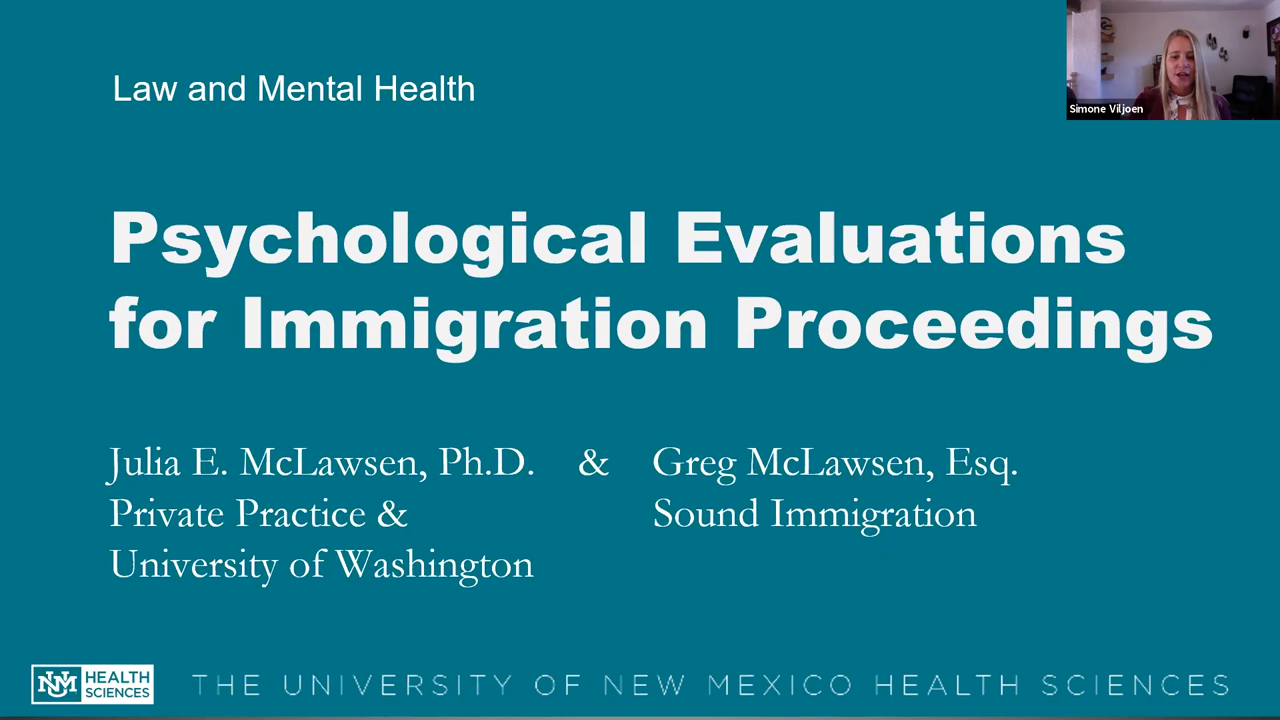 Law and Mental Health
Simone Viljoen
Psychological Evaluations
for Immigration Proceedings
Julia E. McLawsen, Ph.D. & Greg McLawsen, Esq.
Private Practice & Sound Immigration
University of Washington
UNM HEALTH SCIENCES THE UNIVERSITY OF NEW MEXICO HEALTH SCIENCES